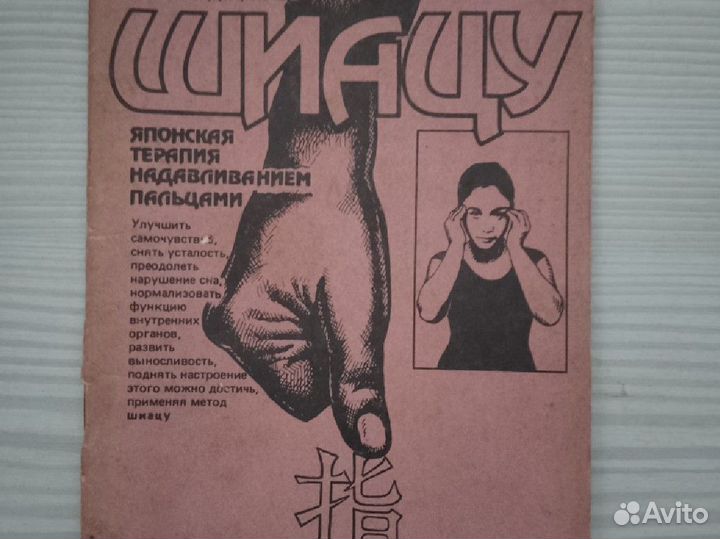 ШИАЦУ
ЯПОНСКАЯ
ТЕРАПИЯ
НАДАВЛИВАНИЕМ
ПАЛЬЦАМИ
Улучшить
самочувствие,
снять усталость,
преодолеть
нарушение сна,
нормализовать
функцию
внутренних
органов,
развить
выносливость,
поднять настроение
этого можно достичь,
применяя метод
шиацу
指
Avito